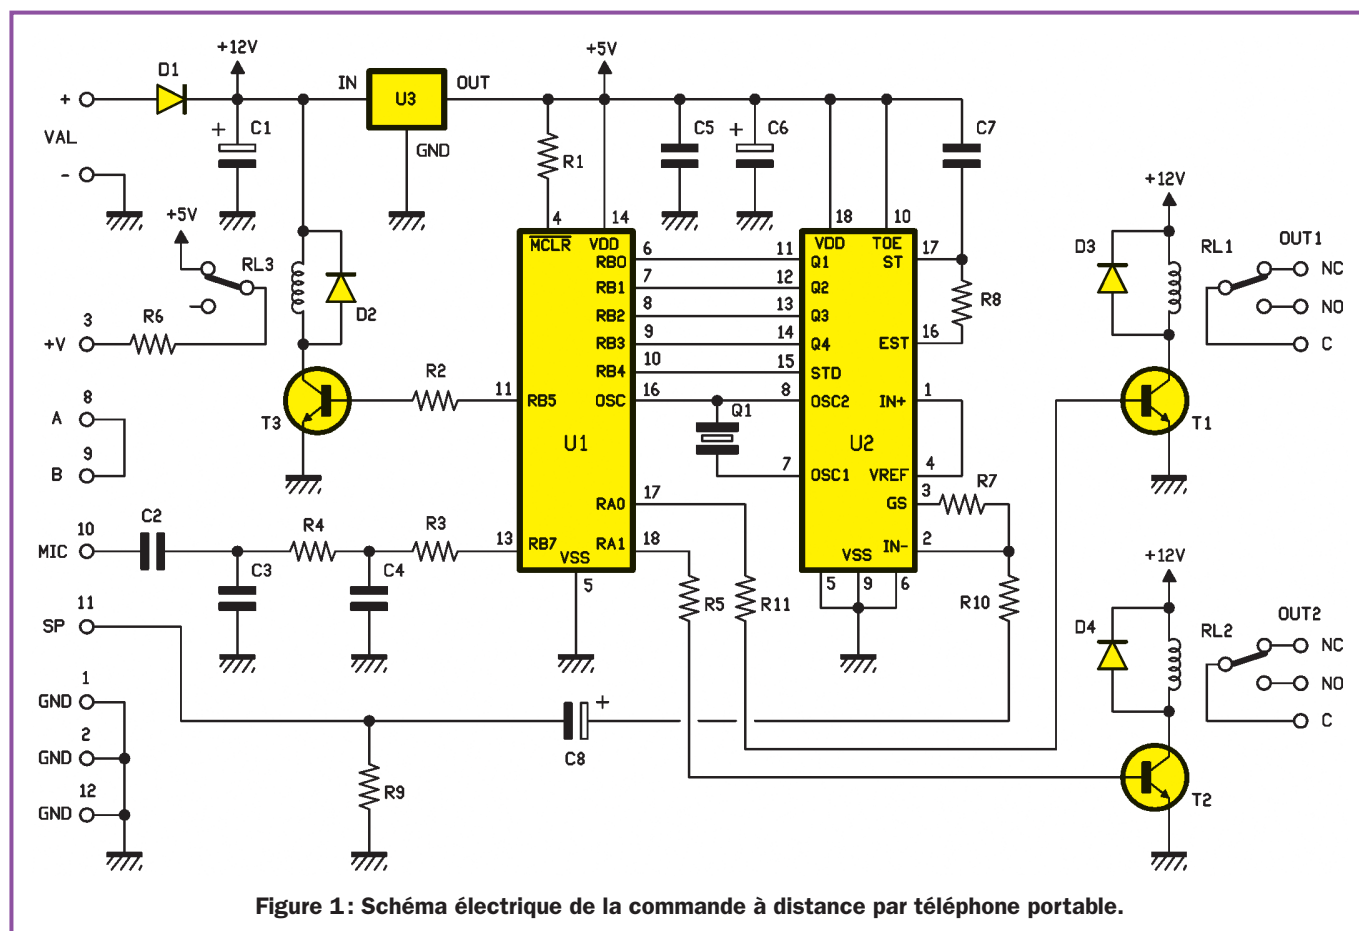 +12V
+5V
D1
IN
U3
OUT
+
VAL
-
C1
+
GND
R1
C5
+
C6
C7
+12V
+5V
RL3
D2
4
14
MCLR
VDD
RB0
6
RB1
7
RB2
8
RB3
9
RB4
10
OSC
16
18
10
VDD
TOE
11
Q1
12
Q2
13
Q3
14
Q4
15
STD
8
OSC2
7
OSC1
ST
17
R8
EST
16
IN+
1
VREF
4
GS
3
R7
IN-
2
D3
RL1
OUT1
NC
NO
C
T1
3
+V
R6
8
A
9
B
T3
R2
11
RB5
U1
Q1
U2
RA0
17
RA1
18
10
MIC
C2
R4
R3
13
RB7
VSS
5
C3
C4
R5
R11
VSS
5
9
6
R10
11
SP
+12V
D4
RL2
OUT2
NC
NO
C
T2
1
GND
2
GND
12
GND
+
C8
R9
Figure 1: Schéma électrique de la commande à distance par téléphone portable.